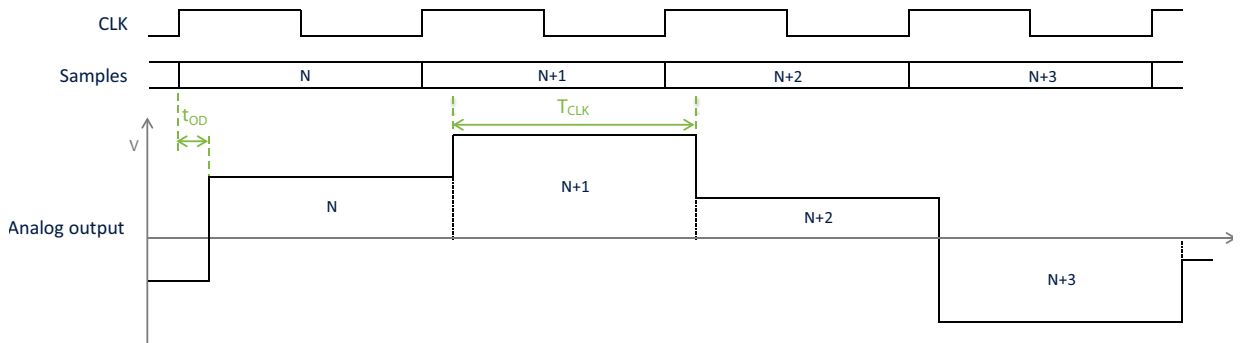 CLK
Samples
N
N+1
N+2
N+3
tOD
TCLK
V
N
N+1
N+2
Analog output
N+3